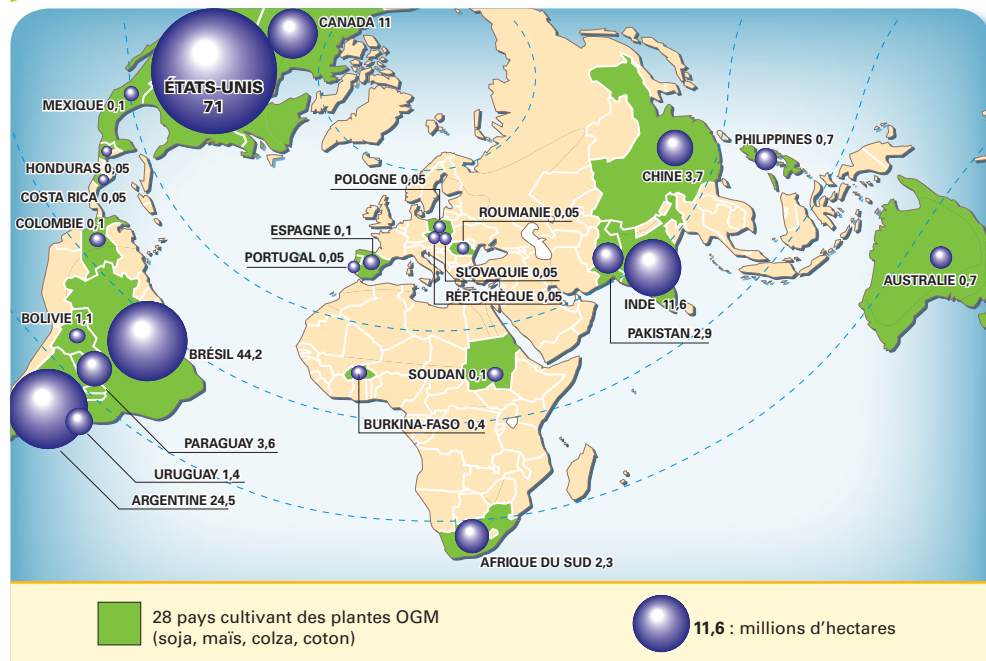 CANADA 11
ÉTATS-UNIS
71
MEXIQUE 0,1
PHILIPPINES 0,7
HONDURAS 0,05
CHINE 3,7
POLOGNE 0,05
COSTA RICA 0,05
ROUMANIE 0,05
COLOMBIE 0,1
ESPAGNE 0,1
PORTUGAL 0,05
SLOVAQUIE 0,05
AUSTRALIE 0,7
RÉP. TCHÈQUE 0,05
INDE 11,6
BOLIVIE 1,1
PAKISTAN 2,9
BRÉSIL 44,2
SOUDAN 0,1
BURKINA-FASO 0,4
PARAGUAY 3,6
URUGUAY 1,4
ARGENTINE 24,5
AFRIQUE DU SUD 2,3
28 pays cultivant des plantes OGM
(soja, maïs, colza, coton)
11,6 : millions d'hectares